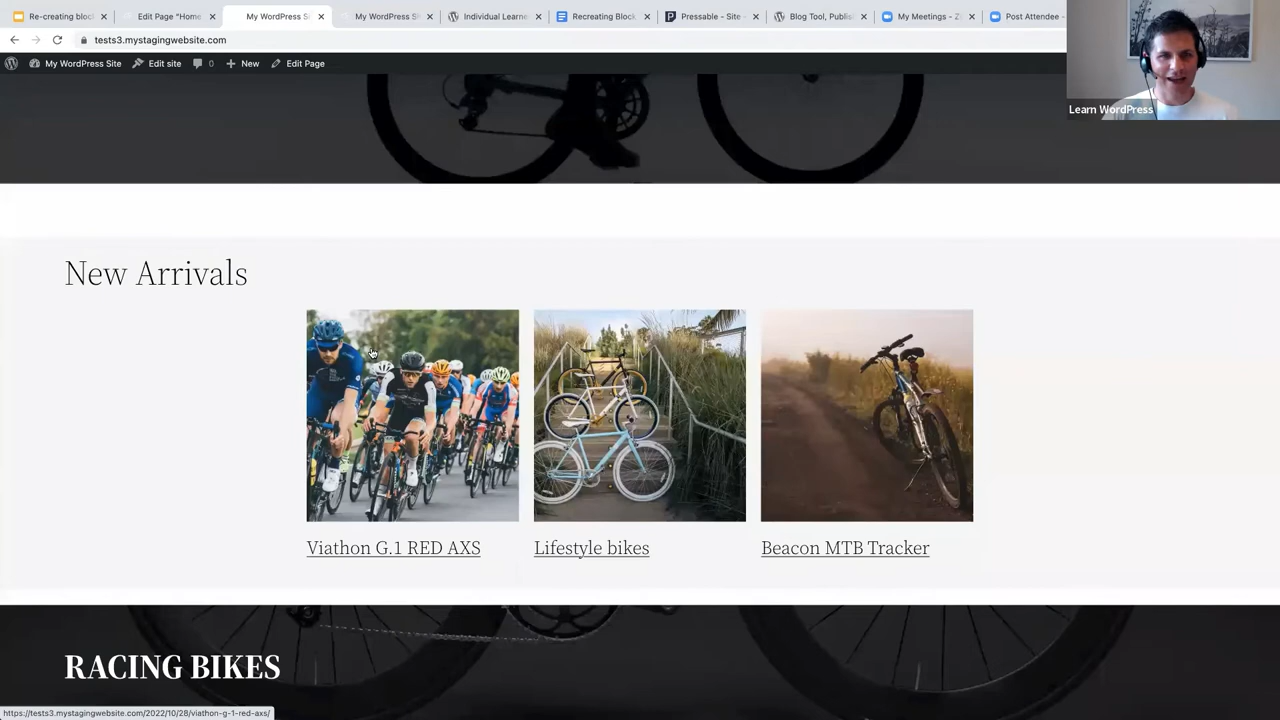 Re-creating bloc
Edit Page "Home
My WordPress Si
My WordPress Si
Individual Learne
Recreating Block
Pressable - Site
Blog Tool, Publis
My Meetings - Z
Post Attendee -
tests3.mystagingwebsite.com
My WordPress Site
Edit site
0
New
Edit Page
Learn WordPress
New Arrivals
Viathon G.1 RED AXS
Lifestyle bikes
Beacon MTB Tracker
RACING BIKES
https://tests3.mystagingwebsite.com/2022/10/28/viathon-g-1-red-axs/